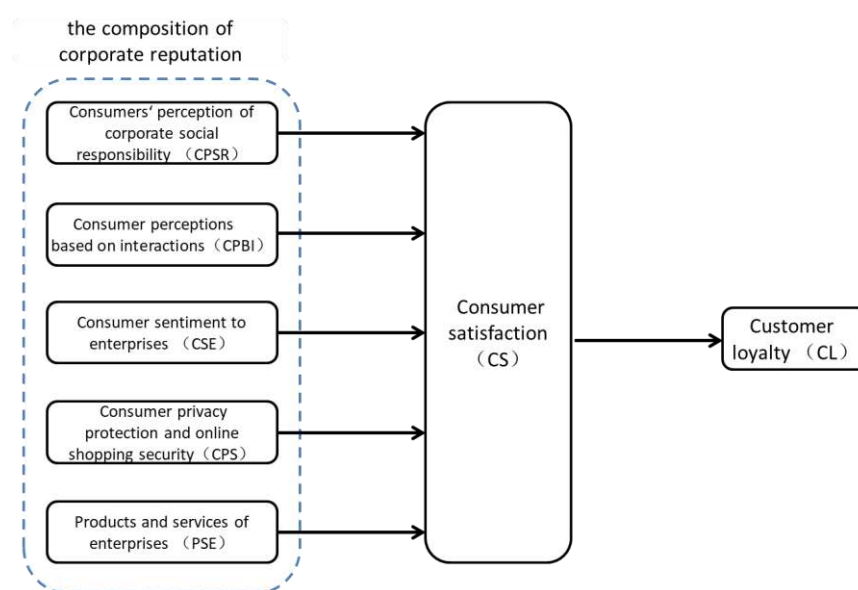 the composition of
corporate reputation
Consumers‘ perception of
corporate social
responsibility （CPSR）
Consumer perceptions
based on interactions（CPBI）
Consumer sentiment to
enterprises（CSE）
Consumer privacy
protection and online
shopping security（CPS）
Products and services of
enterprises（PSE）
Consumer
satisfaction
（CS）
Customer
loyalty （CL）